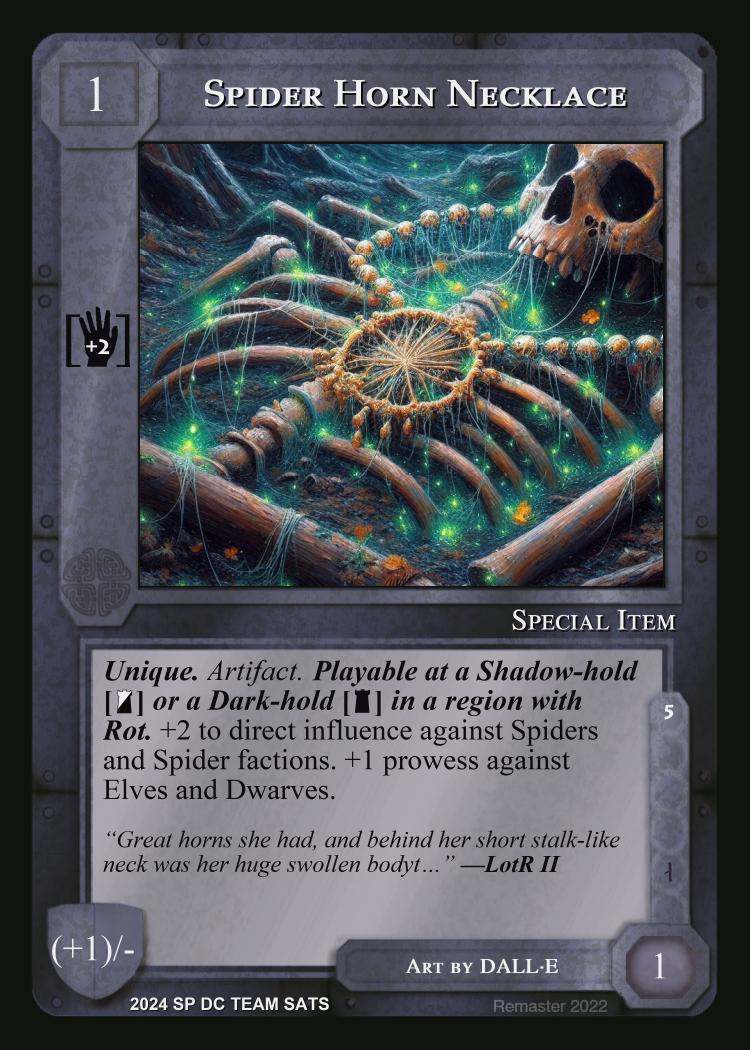 1
Spider Horn Necklace
[+2]
Special Item
Unique. Artifact. Playable at a Shadow-hold
[] or a Dark-hold [] in a region with
Rot. +2 to direct influence against Spiders
and Spider factions. +1 prowess against
Elves and Dwarves.
5
“Great horns she had, and behind her short stalk-like
neck was her huge swollen bodyt…” —LotR II
(+1)/-
Art by DALL·E
1
2024 SP DC TEAM SATS
Remaster 2022